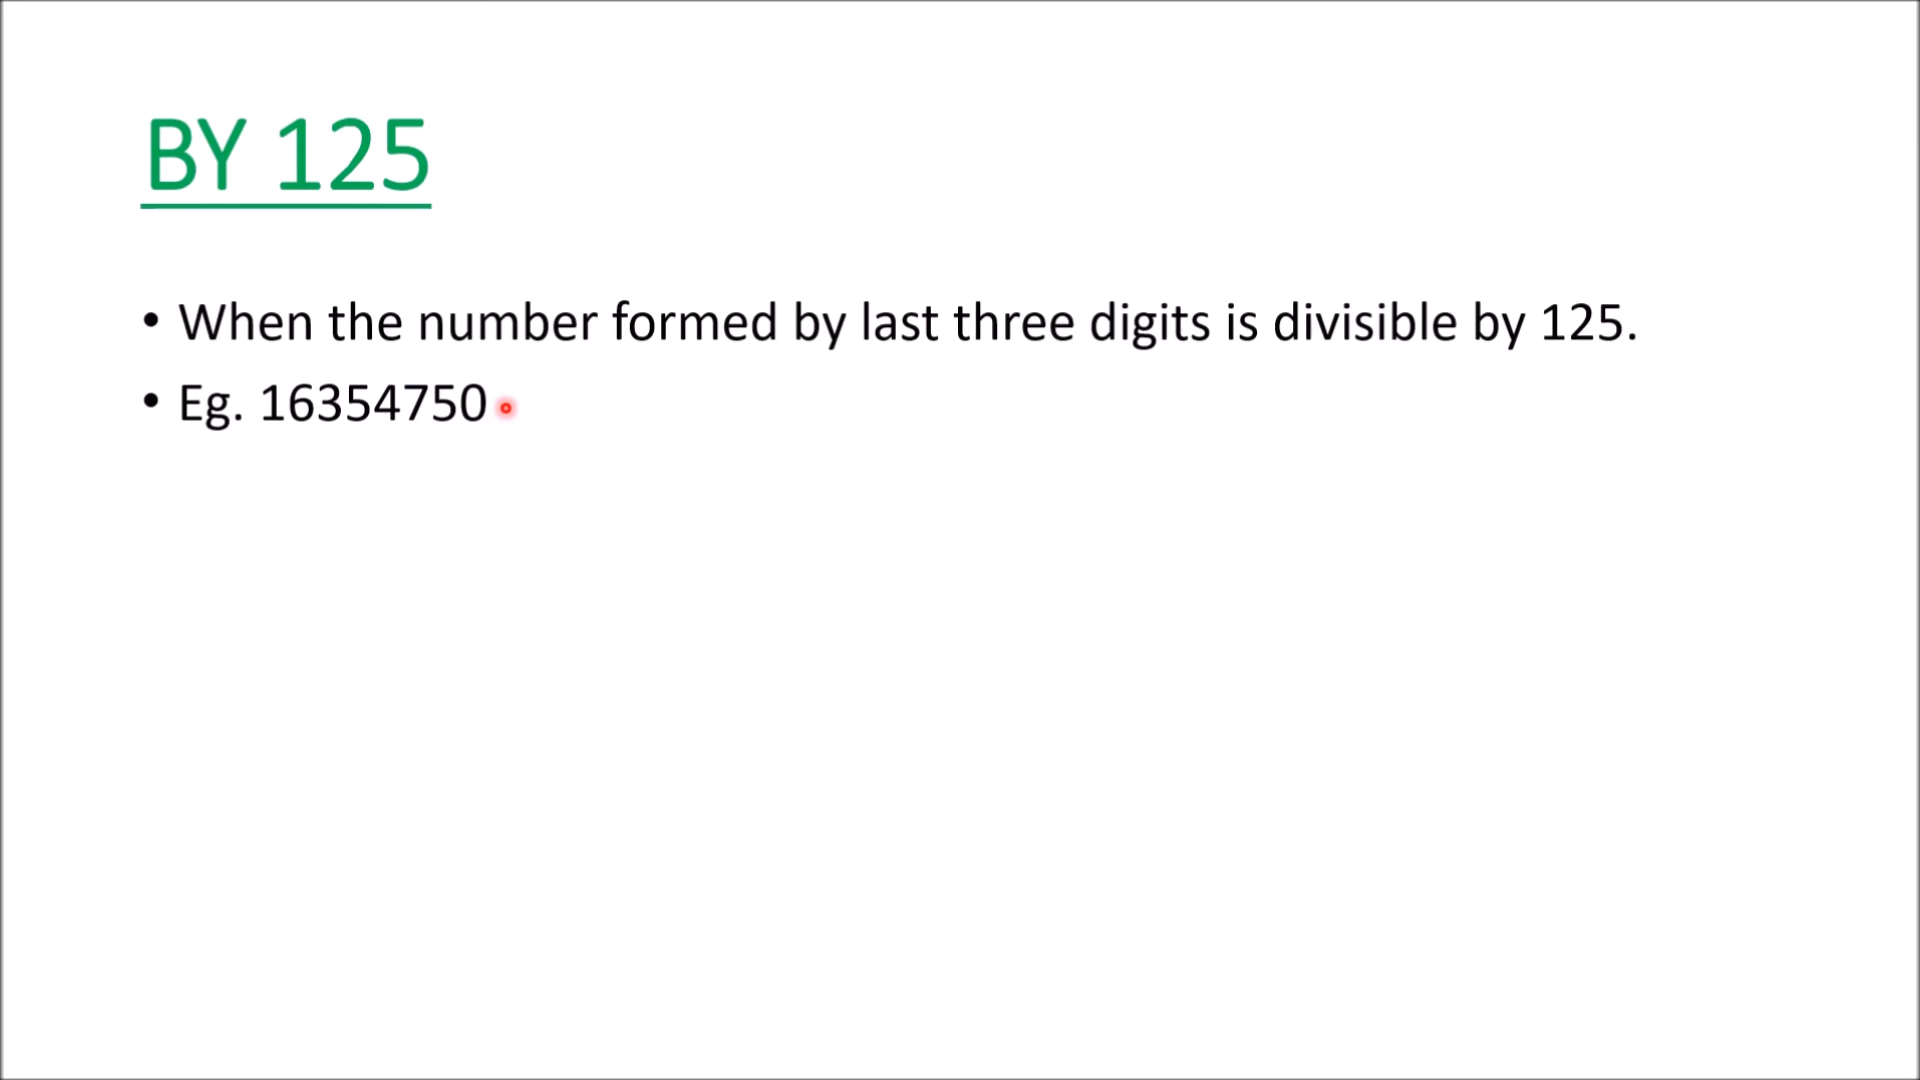 BY 125
• When the number formed by last three digits is divisible by 125.
• Eg. 16354750